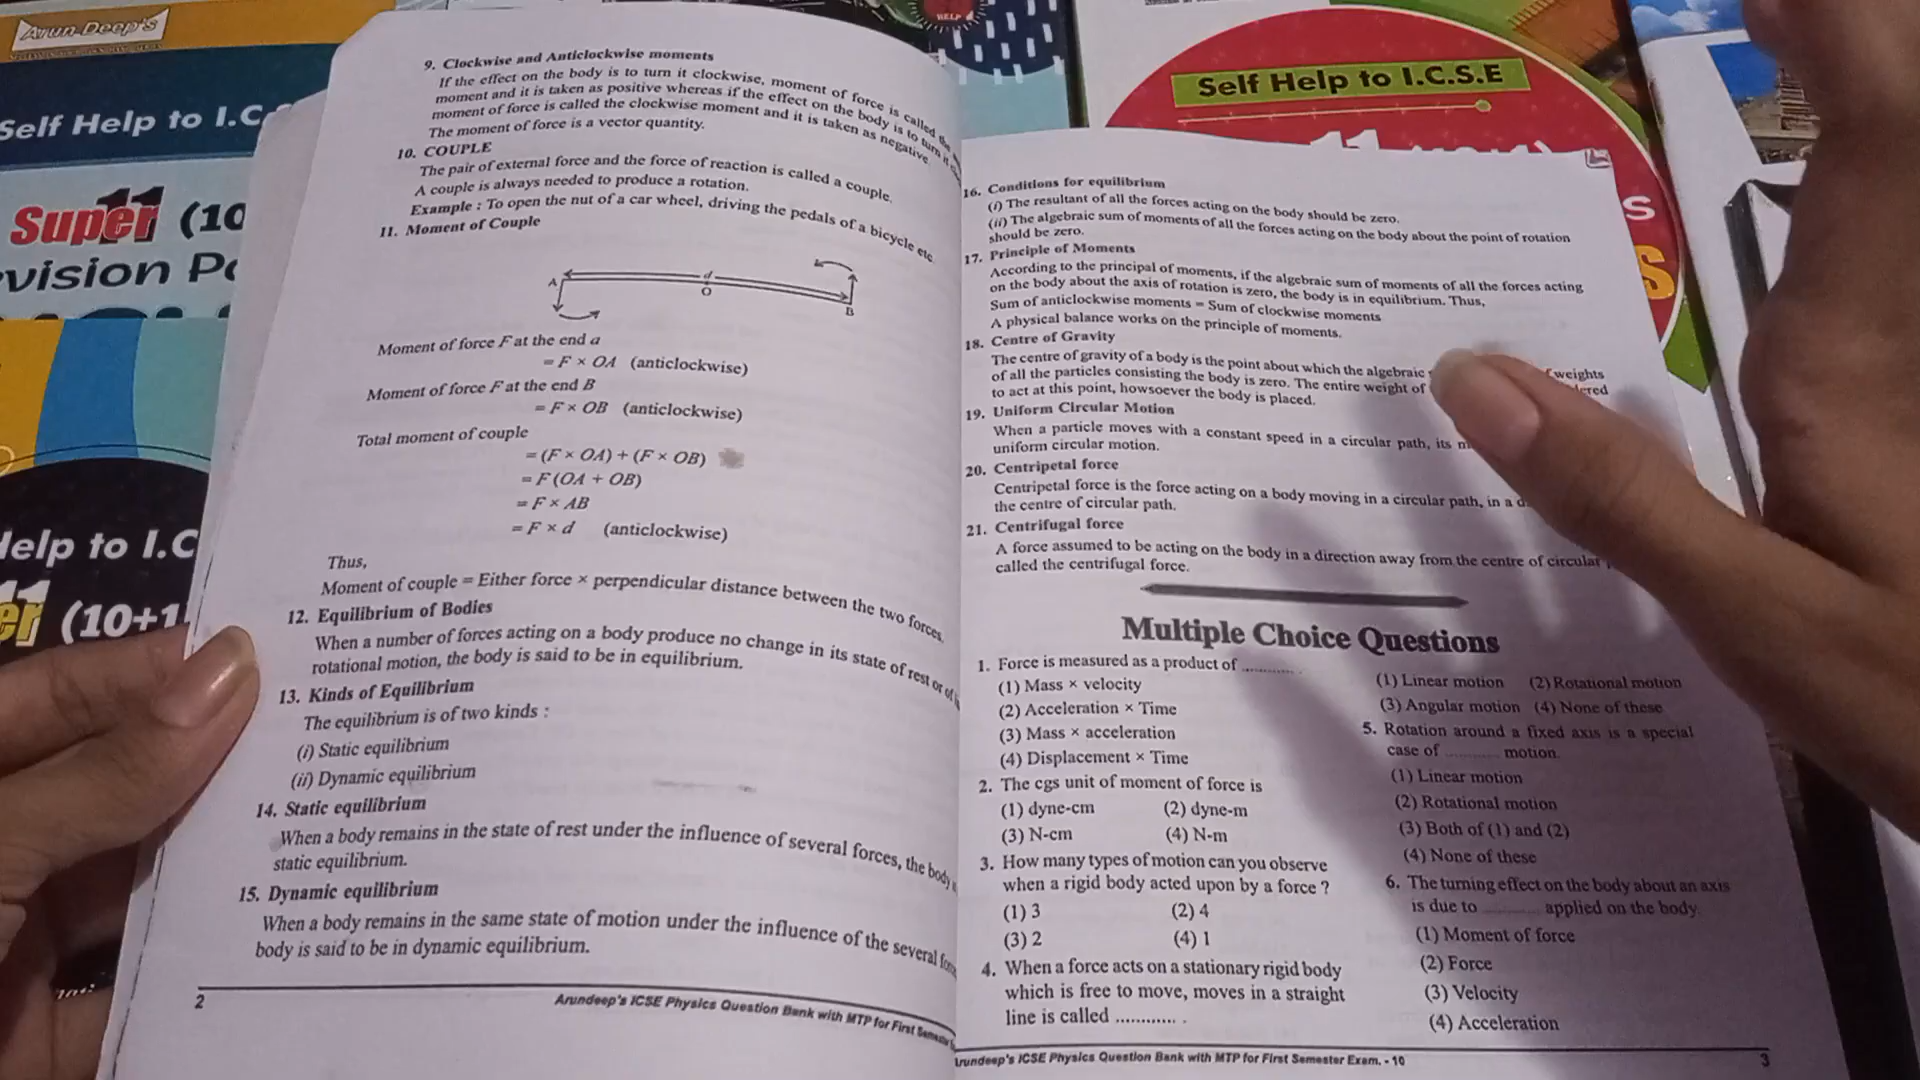 Arun-Deep's
Self Help to I.C.S
Super 11 (10
vision Po
Help to I.C
er 11 (10+1
HELP
Self Help to I.C.S.E
S
S
9. Clockwise and Anticlockwise moments
If the effect on the body is to turn it clockwise, moment of force is called the
moment and it is taken as positive whereas if the effect on the body is to turn it
moment of force is called the clockwise moment and it is taken as negative.
The moment of force is a vector quantity.
10. COUPLE
The pair of external force and the force of reaction is called a couple.
A couple is always needed to produce a rotation.
Example : To open the nut of a car wheel, driving the pedals of a bicycle etc.
11. Moment of Couple
A d O B
Moment of force F at the end a
= F × OA (anticlockwise)
Moment of force F at the end B
= F × OB (anticlockwise)
Total moment of couple
= (F × OA) + (F × OB)
= F (OA + OB)
= F × AB
= F × d (anticlockwise)
Thus,
Moment of couple = Either force × perpendicular distance between the two forces.
12. Equilibrium of Bodies
When a number of forces acting on a body produce no change in its state of rest or of
rotational motion, the body is said to be in equilibrium.
13. Kinds of Equilibrium
The equilibrium is of two kinds :
(i) Static equilibrium
(ii) Dynamic equilibrium
14. Static equilibrium
When a body remains in the state of rest under the influence of several forces, the body
static equilibrium.
15. Dynamic equilibrium
When a body remains in the same state of motion under the influence of the several
body is said to be in dynamic equilibrium.
2 Arundeep's ICSE Physics Question Bank with MTP for First Semester
16. Conditions for equilibrium
(i) The resultant of all the forces acting on the body should be zero.
(ii) The algebraic sum of moments of all the forces acting on the body about the point of rotation
should be zero.
17. Principle of Moments
According to the principal of moments, if the algebraic sum of moments of all the forces acting
on the body about the axis of rotation is zero, the body is in equilibrium. Thus,
Sum of anticlockwise moments = Sum of clockwise moments
A physical balance works on the principle of moments.
18. Centre of Gravity
The centre of gravity of a body is the point about which the algebraic weights
of all the particles consisting the body is zero. The entire weight of
to act at this point, howsoever the body is placed.
19. Uniform Circular Motion
When a particle moves with a constant speed in a circular path, its
uniform circular motion.
20. Centripetal force
Centripetal force is the force acting on a body moving in a circular path, in a
the centre of circular path.
21. Centrifugal force
A force assumed to be acting on the body in a direction away from the centre of circular
called the centrifugal force.
Multiple Choice Questions
1. Force is measured as a product of ............ .
(1) Mass × velocity
(2) Acceleration × Time
(3) Mass × acceleration
(4) Displacement × Time
2. The cgs unit of moment of force is
(1) dyne-cm (2) dyne-m
(3) N-cm (4) N-m
3. How many types of motion can you observe
when a rigid body acted upon by a force ?
(1) 3 (2) 4
(3) 2 (4) 1
4. When a force acts on a stationary rigid body
which is free to move, moves in a straight
line is called ............ .
(1) Linear motion (2) Rotational motion
(3) Angular motion (4) None of these
5. Rotation around a fixed axis is a special
case of ............ motion.
(1) Linear motion
(2) Rotational motion
(3) Both of (1) and (2)
(4) None of these
6. The turning effect on the body about an axis
is due to ............ applied on the body.
(1) Moment of force
(2) Force
(3) Velocity
(4) Acceleration
Arundeep's ICSE Physics Question Bank with MTP for First Semester Exam. - 10 3